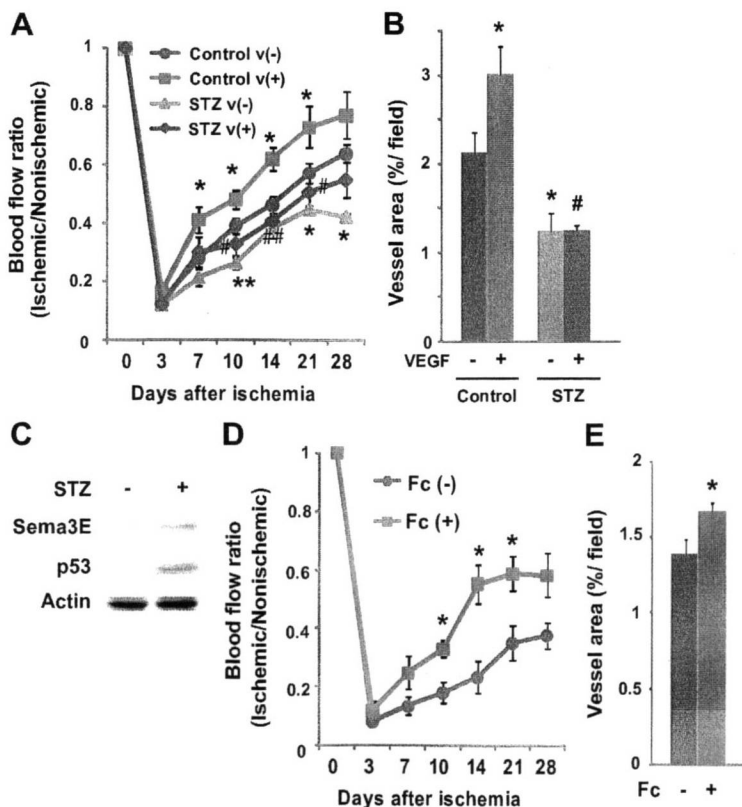 A
Blood flow ratio
(Ischemic/Nonischemic)
1
0.8
0.6
0.4
0.2
0
Control v(-)
Control v(+)
STZ v(-)
STZ v(+)
* * * * *
# ## #
** * *
0 3 7 10 14 21 28
Days after ischemia
B
Vessel area (%/ field)
3
2
1
0
*
* #
VEGF - + - +
Control STZ
C
STZ - +
Sema3E
p53
Actin
D
Blood flow ratio
(Ischemic/Nonischemic)
1
0.6
0.4
0.2
0
Fc (-)
Fc (+)
* * *
0 3 7 10 14 21 28
Days after ischemia
E
Vessel area (%/ field)
2
1.5
1
0.5
0
*
Fc - +